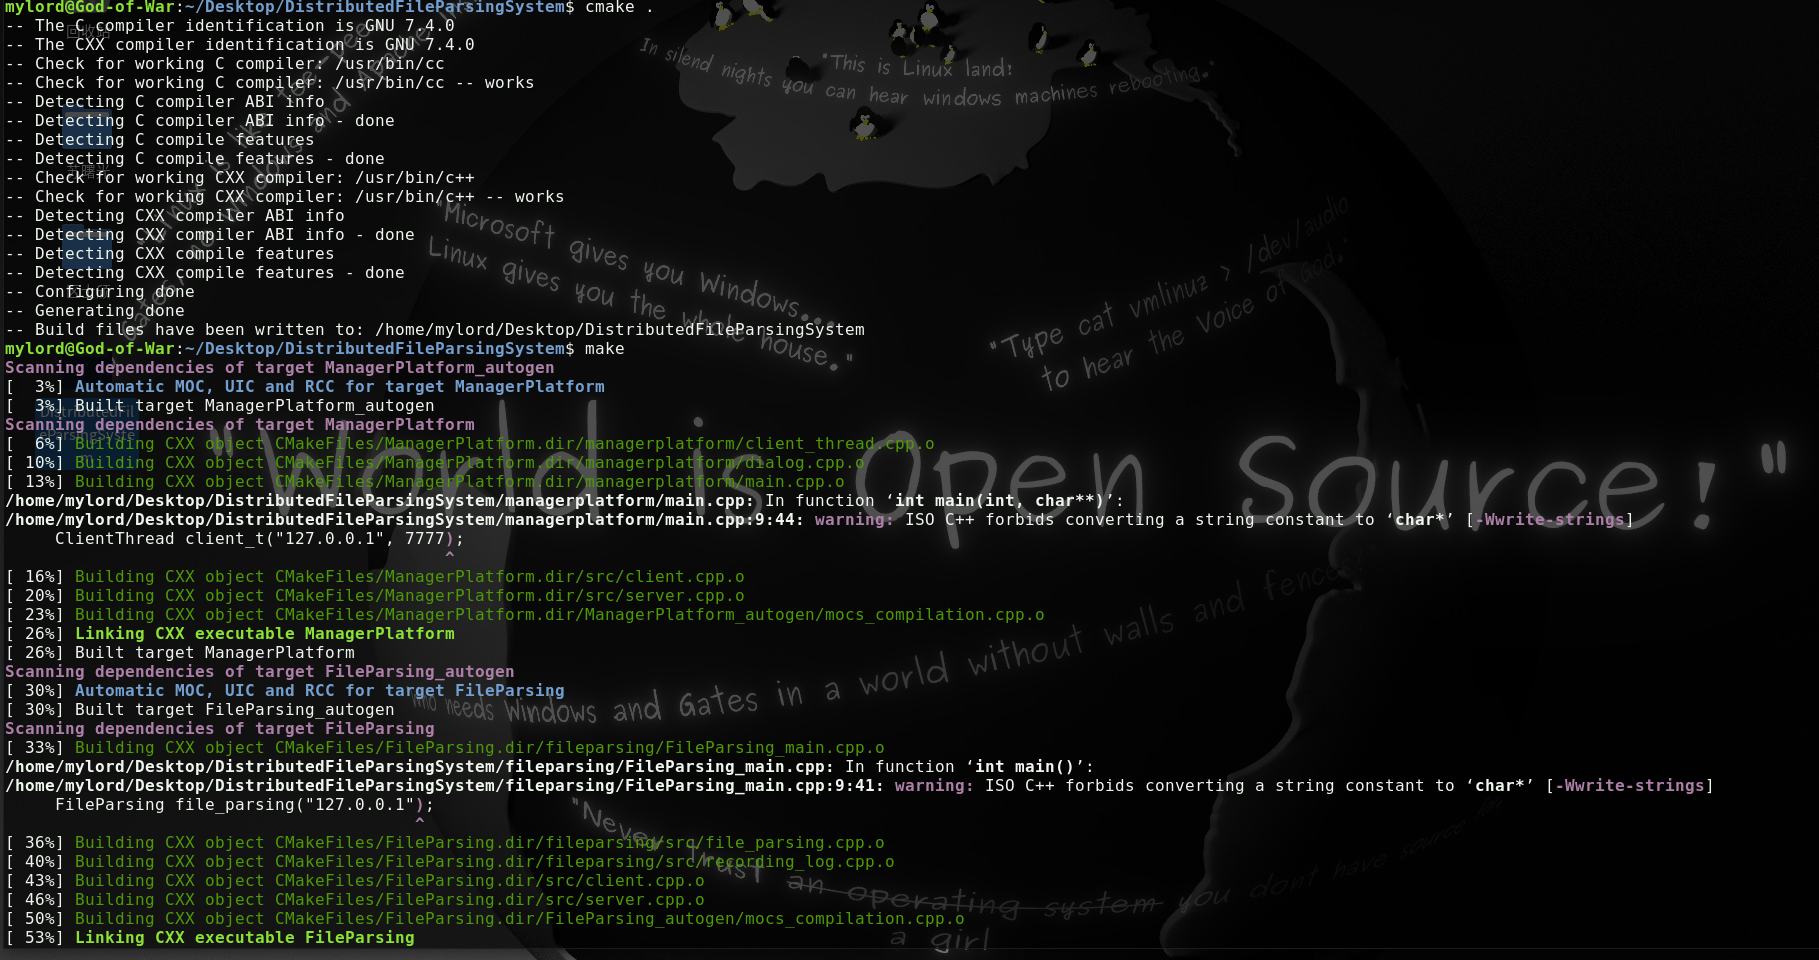 mylord@God-of-War:~/Desktop/DistributedFileParsingSystem$ cmake .
-- The C compiler identification is GNU 7.4.0
-- The CXX compiler identification is GNU 7.4.0
-- Check for working C compiler: /usr/bin/cc
-- Check for working C compiler: /usr/bin/cc -- works
-- Detecting C compiler ABI info
-- Detecting C compiler ABI info - done
-- Detecting C compile features
-- Detecting C compile features - done
-- Check for working CXX compiler: /usr/bin/c++
-- Check for working CXX compiler: /usr/bin/c++ -- works
-- Detecting CXX compiler ABI info
-- Detecting CXX compiler ABI info - done
-- Detecting CXX compile features
-- Detecting CXX compile features - done
-- Configuring done
-- Generating done
-- Build files have been written to: /home/mylord/Desktop/DistributedFileParsingSystem
mylord@God-of-War:~/Desktop/DistributedFileParsingSystem$ make
Scanning dependencies of target ManagerPlatform_autogen
[  3%] Automatic MOC, UIC and RCC for target ManagerPlatform
[  3%] Built target ManagerPlatform_autogen
Scanning dependencies of target ManagerPlatform
[  6%] Building CXX object CMakeFiles/ManagerPlatform.dir/managerplatform/client_thread.cpp.o
[ 10%] Building CXX object CMakeFiles/ManagerPlatform.dir/managerplatform/dialog.cpp.o
[ 13%] Building CXX object CMakeFiles/ManagerPlatform.dir/managerplatform/main.cpp.o
/home/mylord/Desktop/DistributedFileParsingSystem/managerplatform/main.cpp: In function ‘int main(int, char**)’:
/home/mylord/Desktop/DistributedFileParsingSystem/managerplatform/main.cpp:9:44: warning: ISO C++ forbids converting a string constant to ‘char*’ [-Wwrite-strings]
     ClientThread client_t("127.0.0.1", 7777);
                                            ^
[ 16%] Building CXX object CMakeFiles/ManagerPlatform.dir/src/client.cpp.o
[ 20%] Building CXX object CMakeFiles/ManagerPlatform.dir/src/server.cpp.o
[ 23%] Building CXX object CMakeFiles/ManagerPlatform.dir/ManagerPlatform_autogen/mocs_compilation.cpp.o
[ 26%] Linking CXX executable ManagerPlatform
[ 26%] Built target ManagerPlatform
Scanning dependencies of target FileParsing_autogen
[ 30%] Automatic MOC, UIC and RCC for target FileParsing
[ 30%] Built target FileParsing_autogen
Scanning dependencies of target FileParsing
[ 33%] Building CXX object CMakeFiles/FileParsing.dir/fileparsing/FileParsing_main.cpp.o
/home/mylord/Desktop/DistributedFileParsingSystem/fileparsing/FileParsing_main.cpp: In function ‘int main()’:
/home/mylord/Desktop/DistributedFileParsingSystem/fileparsing/FileParsing_main.cpp:9:41: warning: ISO C++ forbids converting a string constant to ‘char*’ [-Wwrite-strings]
     FileParsing file_parsing("127.0.0.1");
                                         ^
[ 36%] Building CXX object CMakeFiles/FileParsing.dir/fileparsing/src/file_parsing.cpp.o
[ 40%] Building CXX object CMakeFiles/FileParsing.dir/fileparsing/src/recording_log.cpp.o
[ 43%] Building CXX object CMakeFiles/FileParsing.dir/src/client.cpp.o
[ 46%] Building CXX object CMakeFiles/FileParsing.dir/src/server.cpp.o
[ 50%] Building CXX object CMakeFiles/FileParsing.dir/FileParsing_autogen/mocs_compilation.cpp.o
[ 53%] Linking CXX executable FileParsing
"This is Linux land!
In silend nights you can hear windows machines rebooting."
"Microsoft gives you Windows...
Linux gives you the whole house."
"Type cat vmlinuz > /dev/audio
to hear the Voice of God."
"World is Open Source!"
who needs Windows and Gates in a world without walls and fences?
"Never trust an operating system you dont have source
a girl
回收站
DistributedFil
eParsingSyste
m